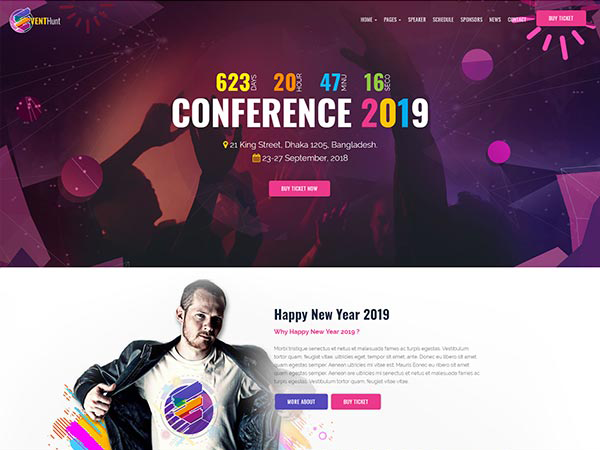 EVENTHunt
HOME PAGES SPEAKER SCHEDULE SPONSORS NEWS CONTACT BUY TICKET
623 DAYS 20 HOUR 47 MINU 16 SECO
CONFERENCE 2019
21 King Street, Dhaka 1205, Bangladesh.
23-27 September, 2018
BUY TICKET NOW
Happy New Year 2019
Why Happy New Year 2019 ?
Morbi tristique senectus et netus et malesuada fames ac turpis egestas. Vestibulum
tortor quam, feugiat vitae, ultricies eget, tempor sit amet, ante. Donec eu libero sit amet
quam egestas semper. Aenean ultricies mi vitae est. Mauris Donec eu libero sit amet
quam egestas semper. Aenean are ultricies mi senectus et netus et malesuada fames ac
turpis egestas. Vestibulum tortor quam, feugiat vitae.
MORE ABOUT BUY TICKET